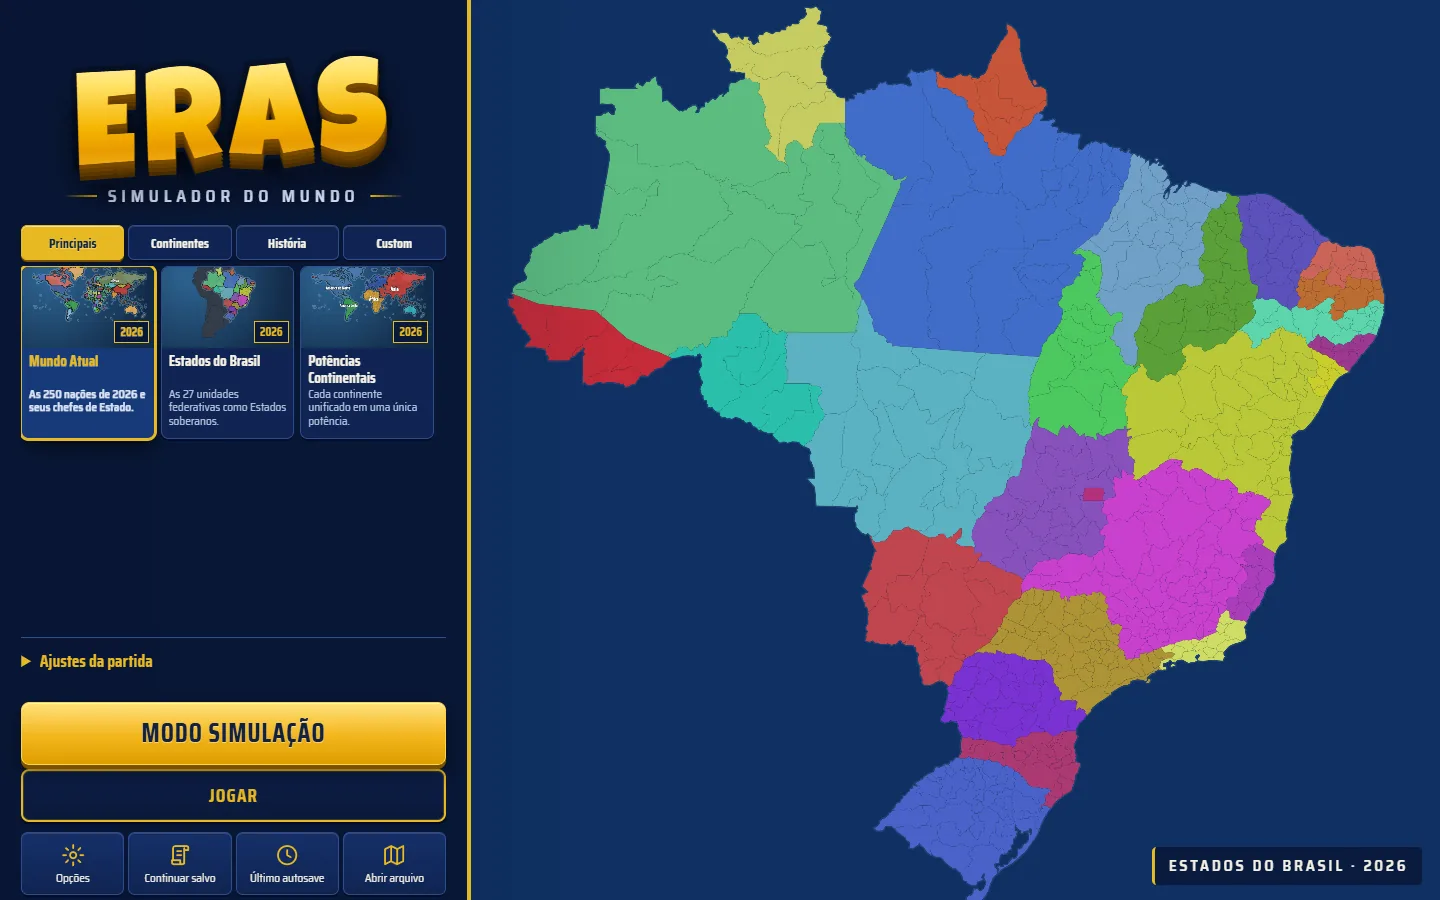 ERAS
SIMULADOR DO MUNDO
Principais
Continentes
História
Custom
2026
Mundo Atual
As 250 nações de 2026 e
seus chefes de Estado.
2026
Estados do Brasil
As 27 unidades
federativas como Estados
soberanos.
2026
Potências
Continentais
Cada continente
unificado em uma única
potência.
Ajustes da partida
MODO SIMULAÇÃO
JOGAR
Opções
Continuar salvo
Último autosave
Abrir arquivo
ESTADOS DO BRASIL · 2026